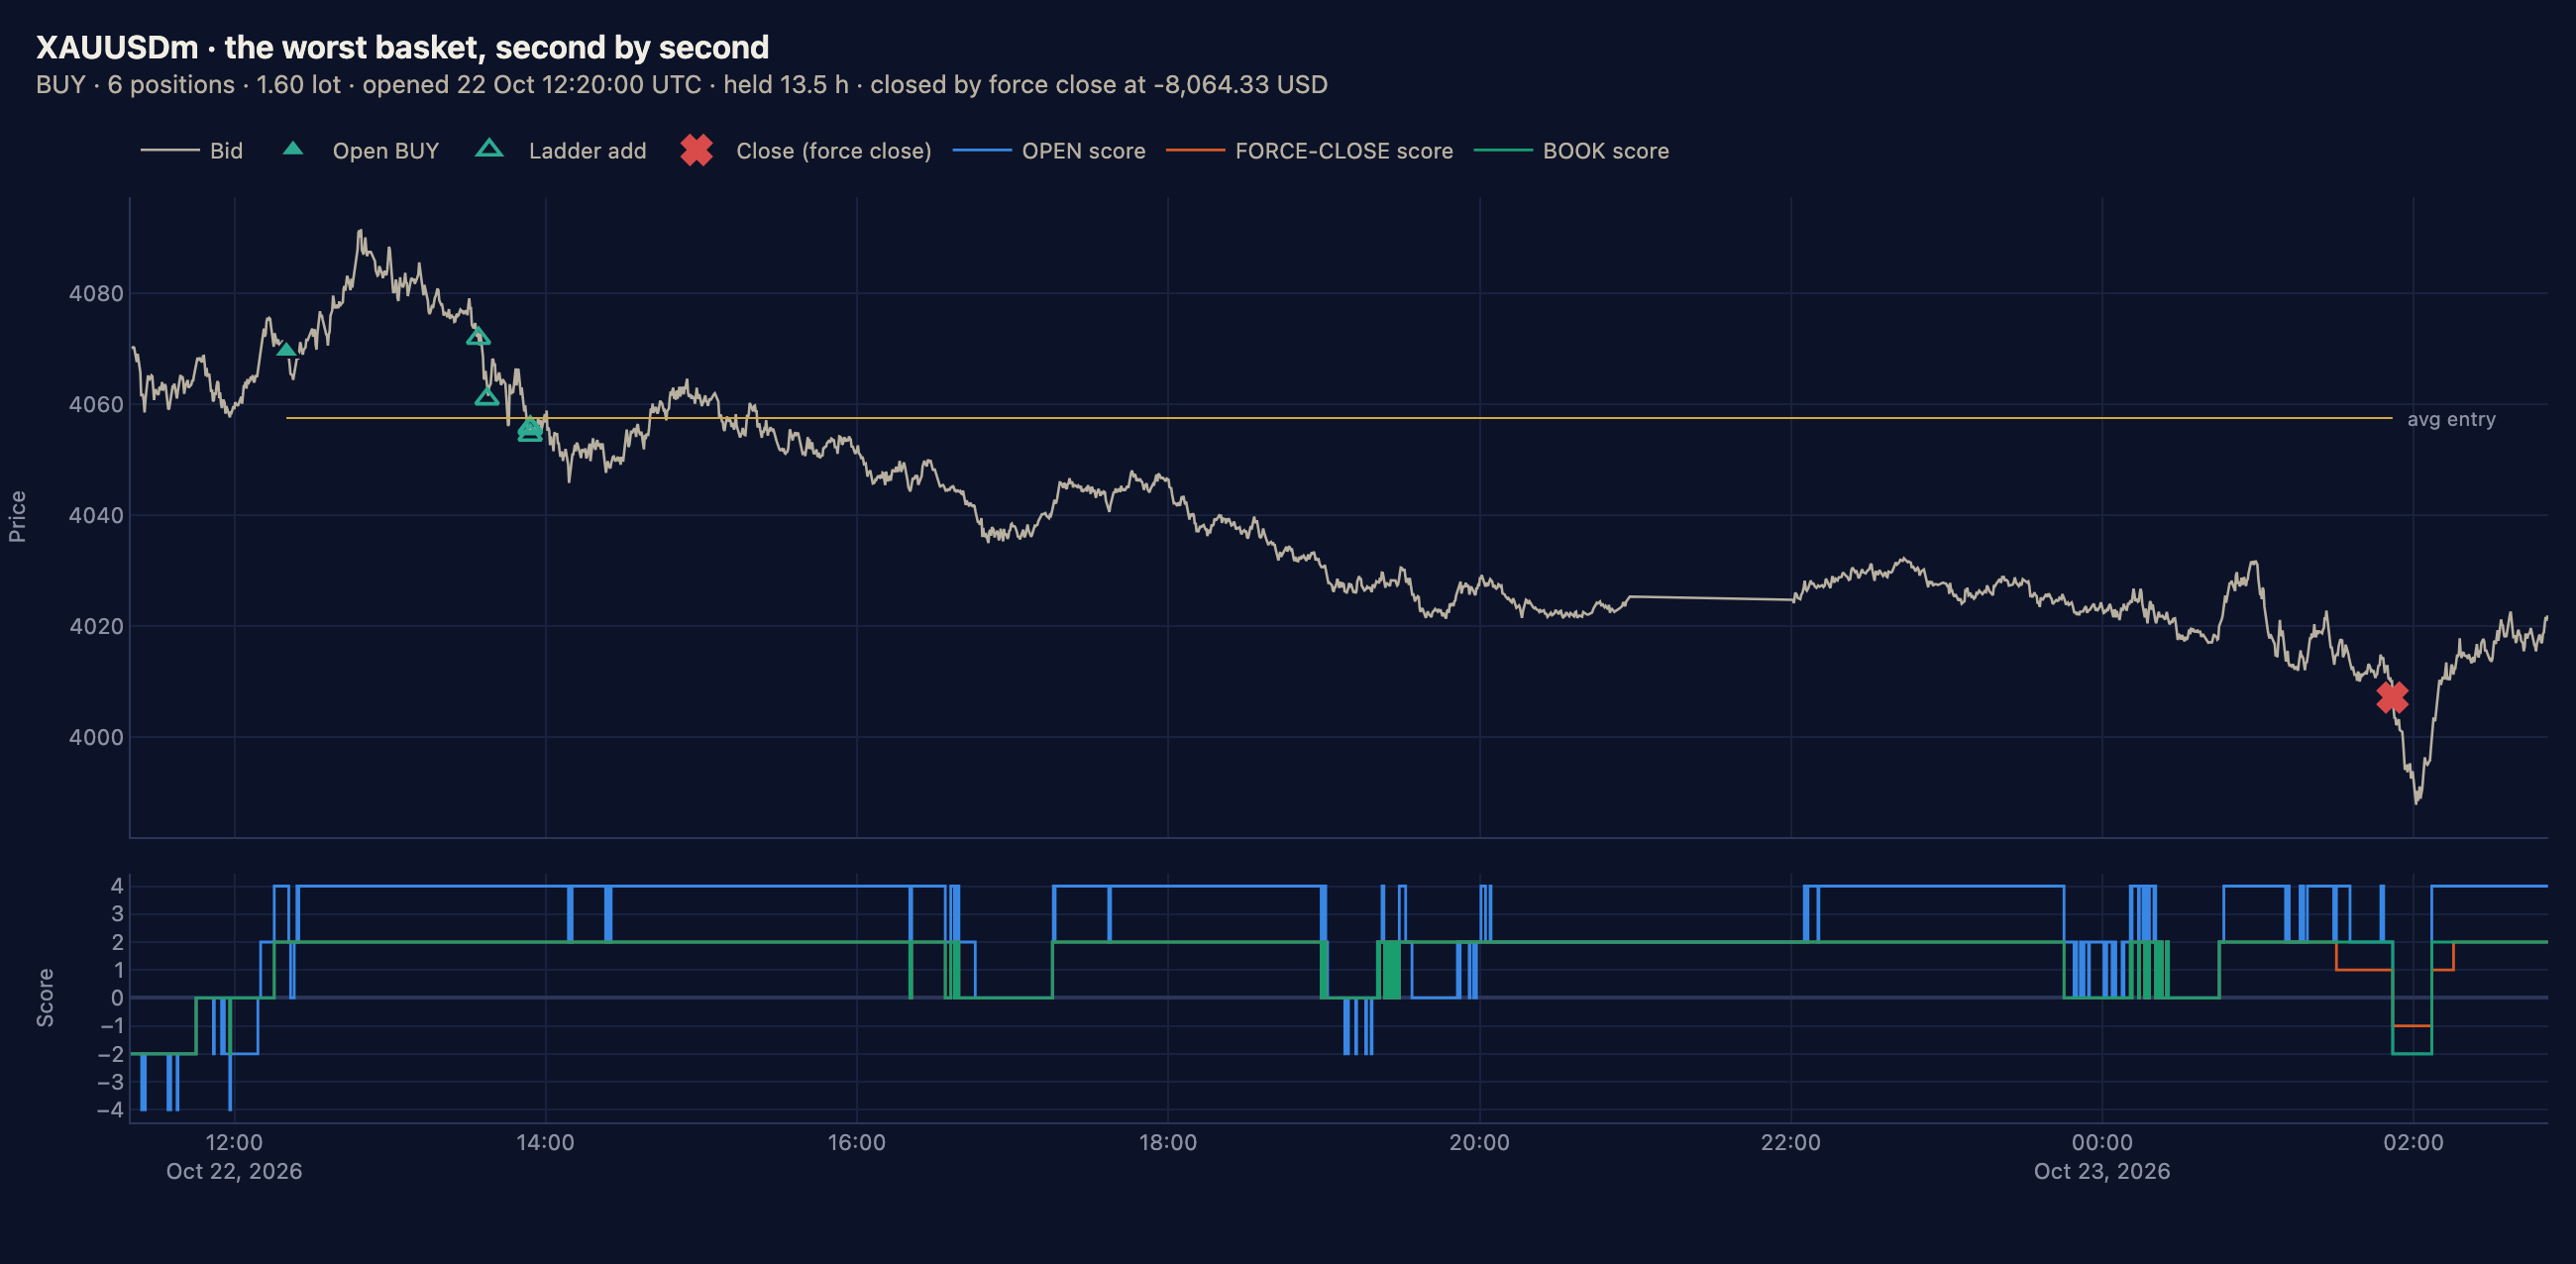 XAUUSDm · the worst basket, second by second
BUY · 6 positions · 1.60 lot · opened 22 Oct 12:20:00 UTC · held 13.5 h · closed by force close at -8,064.33 USD
Bid Open BUY Ladder add Close (force close) OPEN score FORCE-CLOSE score BOOK score
Price
4080
4060
4040
4020
4000
avg entry
Score
4
3
2
1
0
−1
−2
−3
−4
12:00 14:00 16:00 18:00 20:00 22:00 00:00 02:00
Oct 22, 2026 Oct 23, 2026